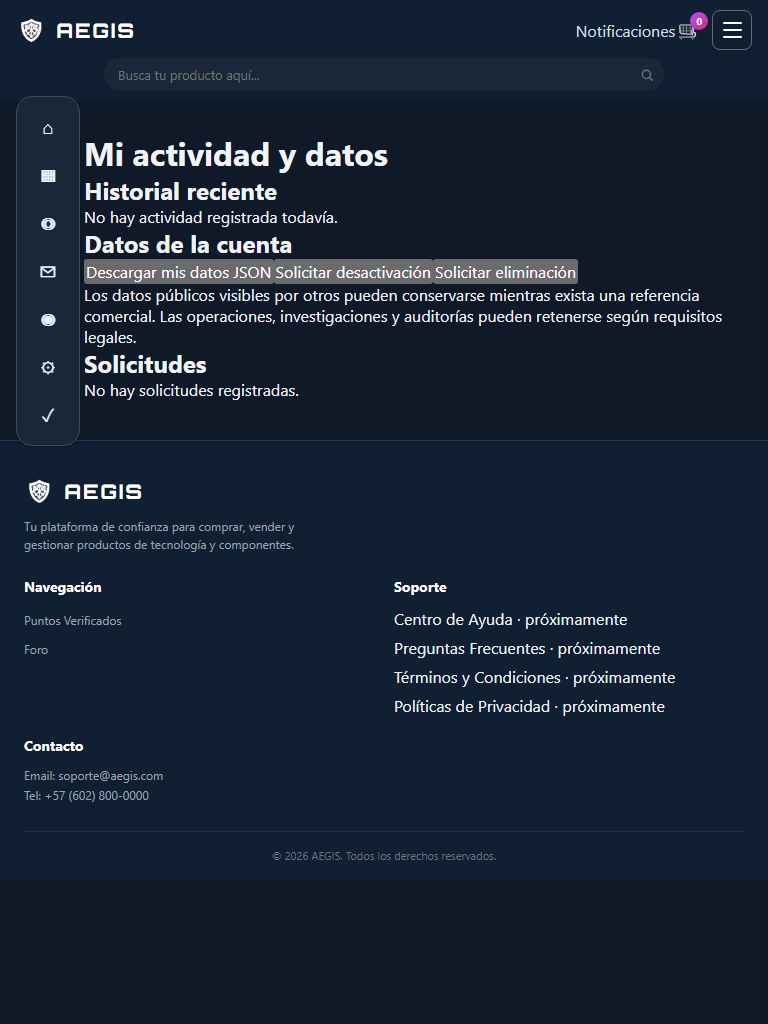 AEGIS
Notificaciones
0
Busca tu producto aquí...
Mi actividad y datos
Historial reciente
No hay actividad registrada todavía.
Datos de la cuenta
Descargar mis datos JSON Solicitar desactivación Solicitar eliminación
Los datos públicos visibles por otros pueden conservarse mientras exista una referencia
comercial. Las operaciones, investigaciones y auditorías pueden retenerse según requisitos
legales.
Solicitudes
No hay solicitudes registradas.
AEGIS
Tu plataforma de confianza para comprar, vender y
gestionar productos de tecnología y componentes.
Navegación
Puntos Verificados
Foro
Soporte
Centro de Ayuda · próximamente
Preguntas Frecuentes · próximamente
Términos y Condiciones · próximamente
Políticas de Privacidad · próximamente
Contacto
Email: soporte@aegis.com
Tel: +57 (602) 800-0000
© 2026 AEGIS. Todos los derechos reservados.